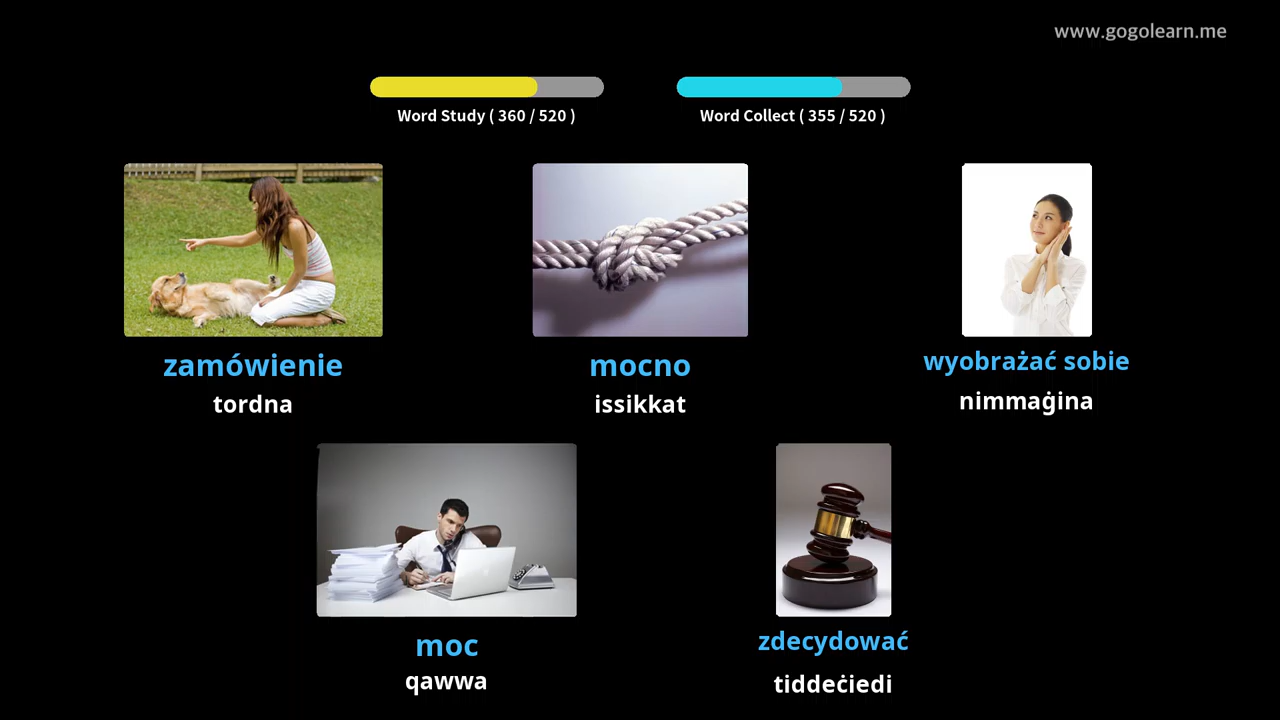 www.gogolearn.me
Word Study ( 360 / 520 )
Word Collect ( 355 / 520 )
zamówienie
tordna
mocno
issikkat
wyobrażać sobie
nimmaġina
moc
qawwa
zdecydować
tiddeċiedi